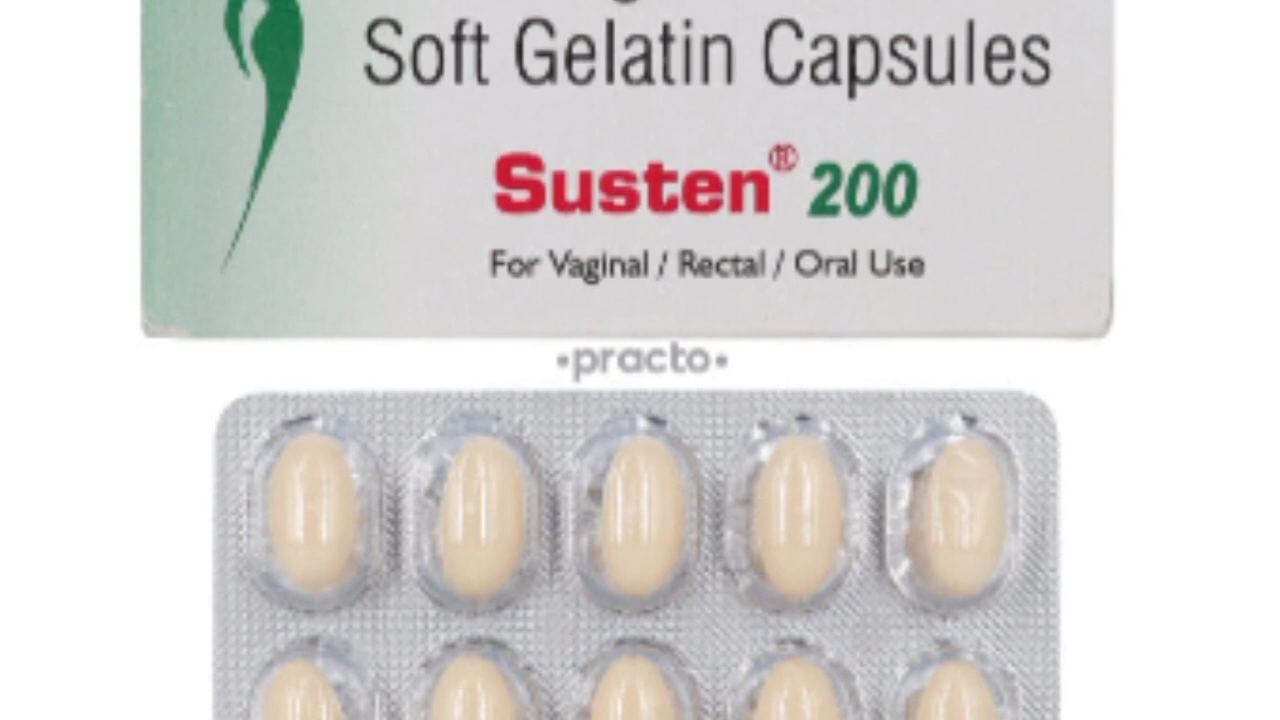 Soft Gelatin Capsules
Susten® 200
For Vaginal / Rectal / Oral Use
•practo•